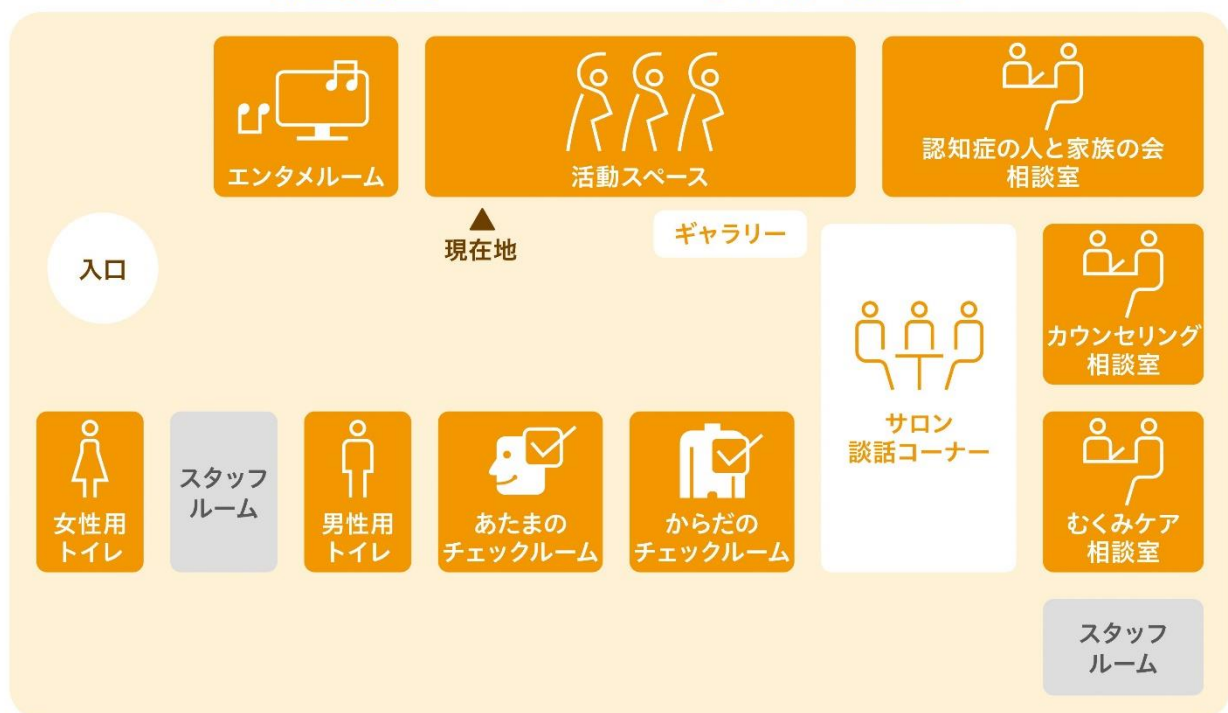 エンタメルーム
活動スペース
認知症の人と家族の会
相談室
入口
現在地
ギャラリー
サロン
談話コーナー
カウンセリング
相談室
女性用
トイレ
スタッフ
ルーム
男性用
トイレ
あたまの
チェックルーム
からだの
チェックルーム
むくみケア
相談室
スタッフ
ルーム